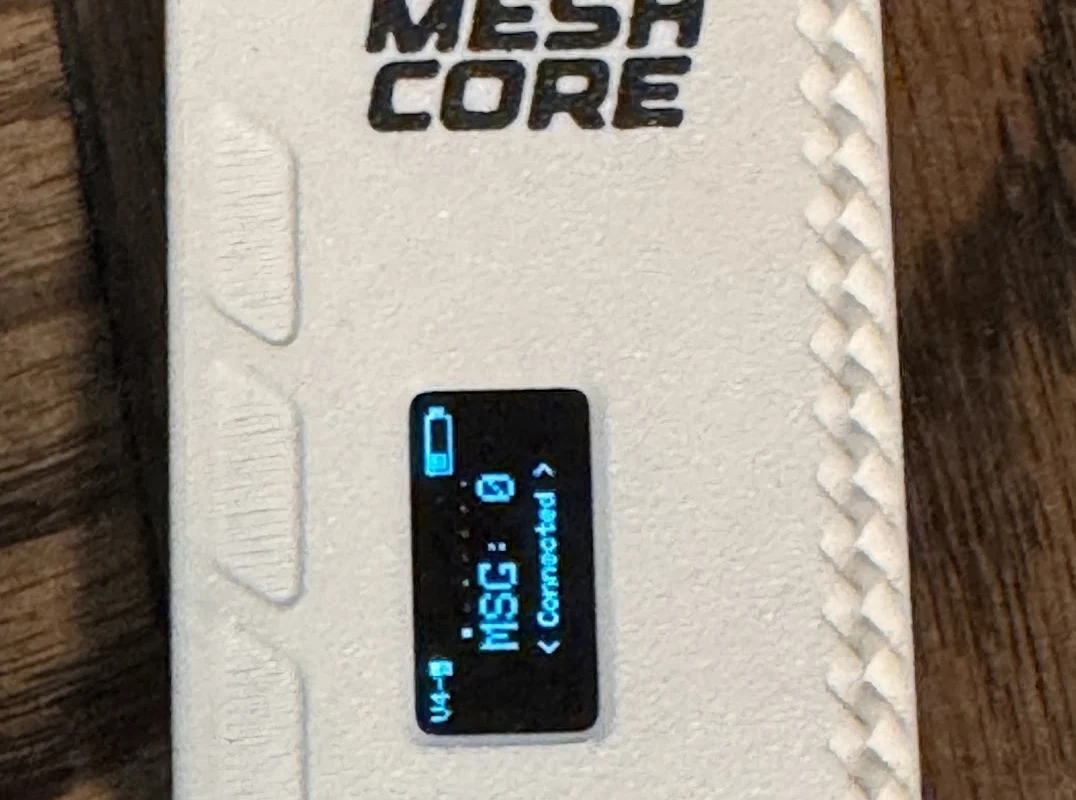 MESH
CORE
MSG: 0
< Connected >